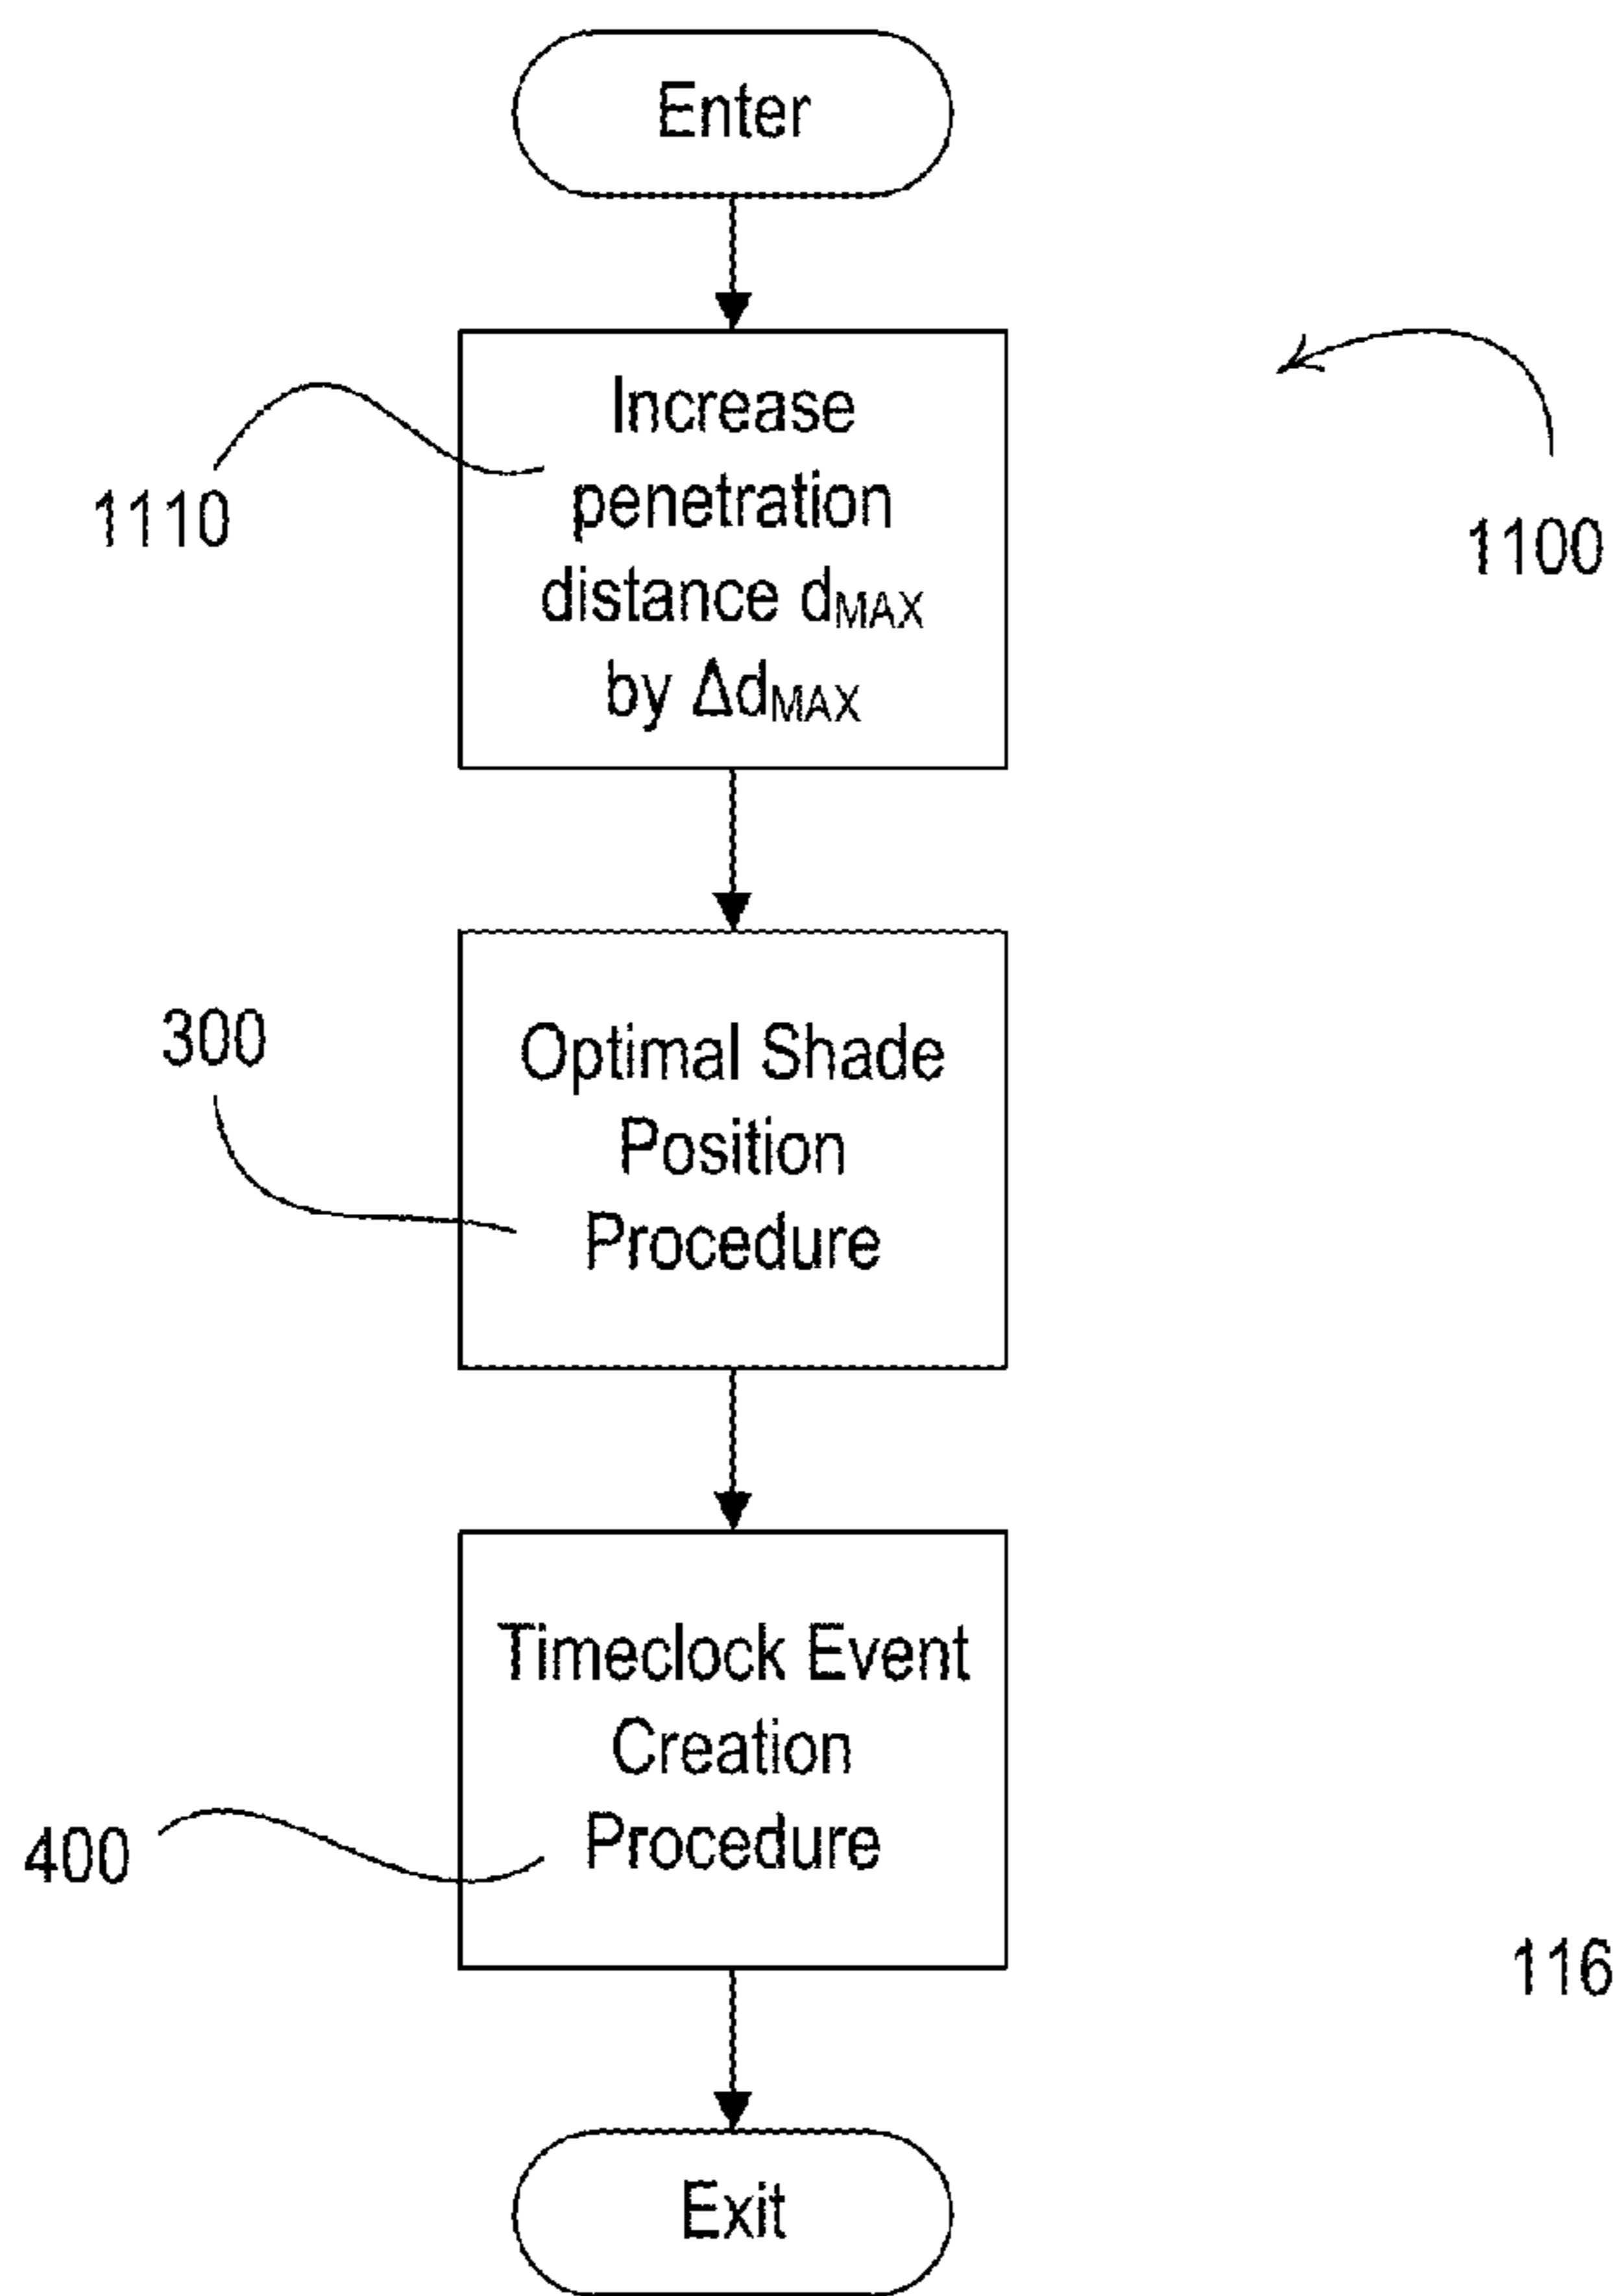 Enter
Increase
penetration
distance dMAX
by ΔdMAX
1110
1100
300
Optimal Shade
Position
Procedure
Timeclock Event
Creation
Procedure
400
116
Exit